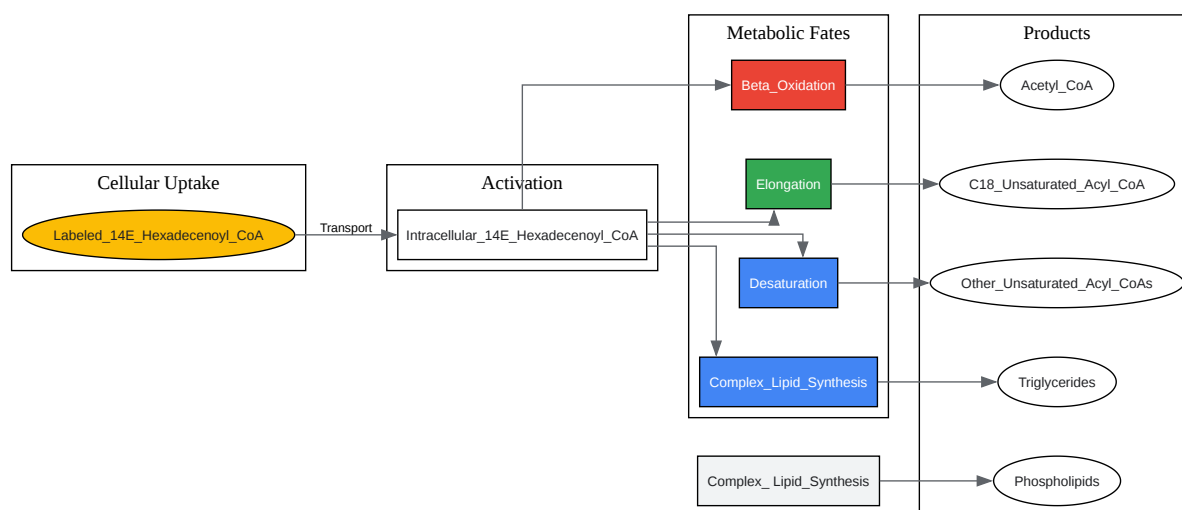 Metabolic Fates
Products
Beta_Oxidation
Acetyl_CoA
Cellular Uptake
Activation
Elongation
C18_Unsaturated_Acyl_CoA
Labeled_14E_Hexadecenoyl_CoA
Transport
Intracellular_14E_Hexadecenoyl_CoA
Desaturation
Other_Unsaturated_Acyl_CoAs
Complex_Lipid_Synthesis
Triglycerides
Complex_ Lipid_Synthesis
Phospholipids